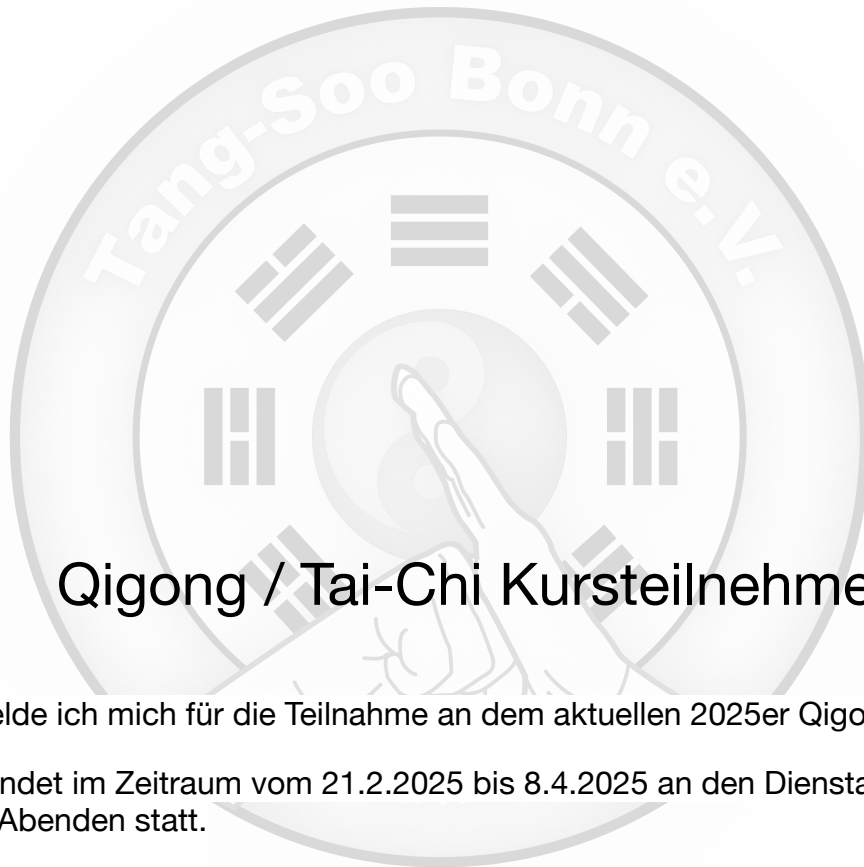 Tang-Soo Bonn e.V.
Qigong / Tai-Chi Kursteilnehme
elde ich mich für die Teilnahme an dem aktuellen 2025er Qigo
ndet im Zeitraum vom 21.2.2025 bis 8.4.2025 an den Diensta
Abenden statt.